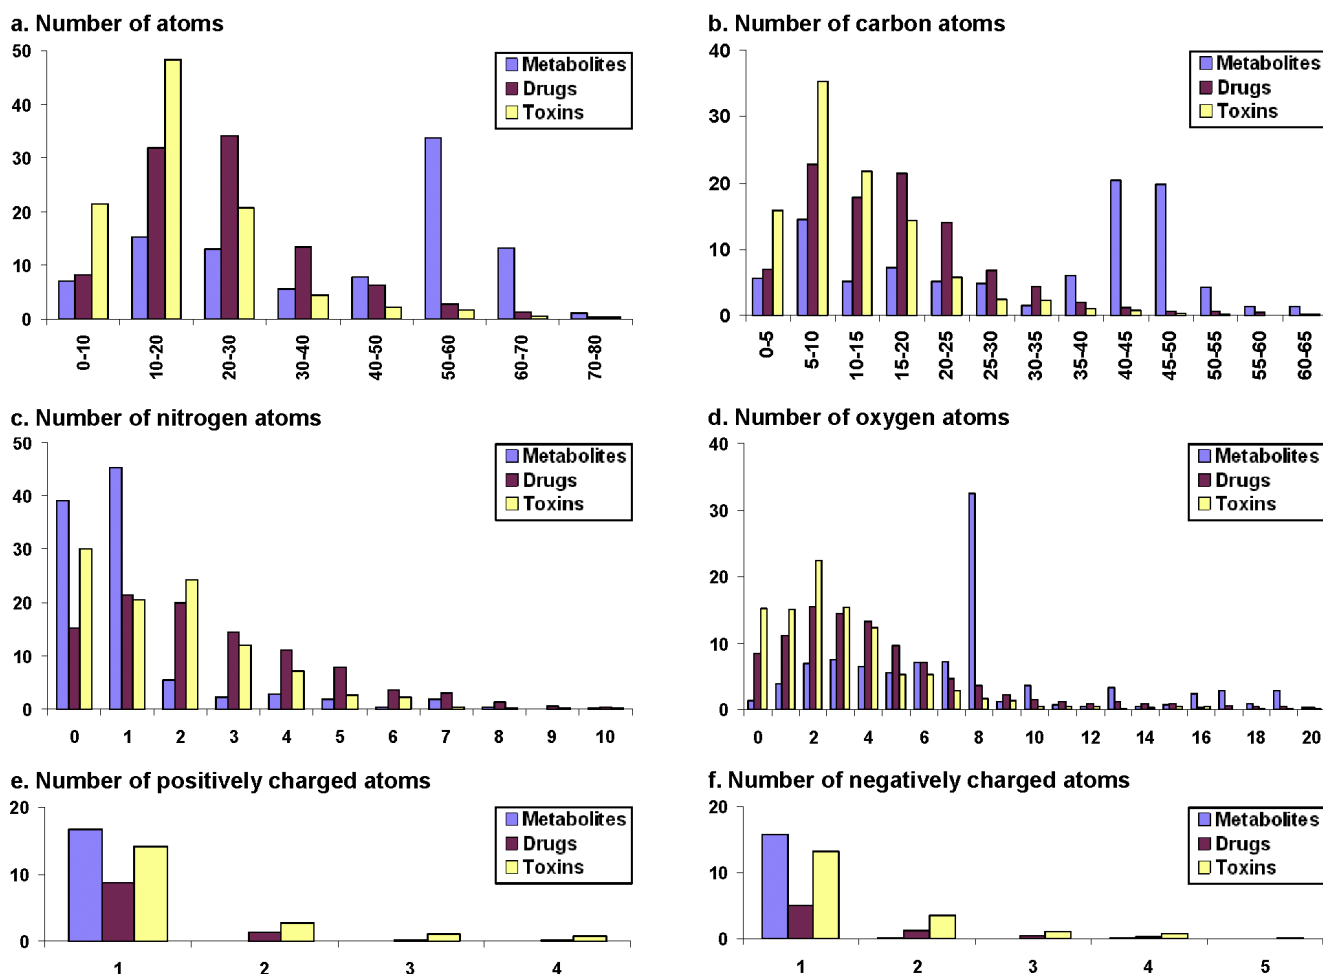 a. Number of atoms
50
40
30
20
10
0
Metabolites
Drugs
Toxins
0-10
10-20
20-30
30-40
40-50
50-60
60-70
70-80
b. Number of carbon atoms
40
30
20
10
0
Metabolites
Drugs
Toxins
0-5
5-10
10-15
15-20
20-25
25-30
30-35
35-40
40-45
45-50
50-55
55-60
60-65
c. Number of nitrogen atoms
50
40
30
20
10
0
Metabolites
Drugs
Toxins
0 1 2 3 4 5 6 7 8 9 10
d. Number of oxygen atoms
40
30
20
10
0
Metabolites
Drugs
Toxins
0 2 4 6 8 10 12 14 16 18 20
e. Number of positively charged atoms
20
10
0
Metabolites
Drugs
Toxins
1 2 3 4
f. Number of negatively charged atoms
20
10
0
Metabolites
Drugs
Toxins
1 2 3 4 5